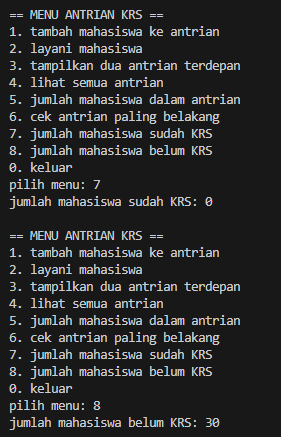 == MENU ANTRIAN KRS ==
1. tambah mahasiswa ke antrian
2. layani mahasiswa
3. tampilkan dua antrian terdepan
4. lihat semua antrian
5. jumlah mahasiswa dalam antrian
6. cek antrian paling belakang
7. jumlah mahasiswa sudah KRS
8. jumlah mahasiswa belum KRS
0. keluar
pilih menu: 7
jumlah mahasiswa sudah KRS: 0

== MENU ANTRIAN KRS ==
1. tambah mahasiswa ke antrian
2. layani mahasiswa
3. tampilkan dua antrian terdepan
4. lihat semua antrian
5. jumlah mahasiswa dalam antrian
6. cek antrian paling belakang
7. jumlah mahasiswa sudah KRS
8. jumlah mahasiswa belum KRS
0. keluar
pilih menu: 8
jumlah mahasiswa belum KRS: 30